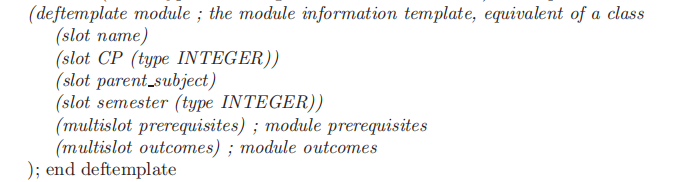 (deftemplate module ; the module information template, equivalent of a class
(slot name)
(slot CP (type INTEGER))
(slot parent_subject)
(slot semester (type INTEGER))
(multislot prerequisites) ; module prerequisites
(multislot outcomes) ; module outcomes
); end deftemplate